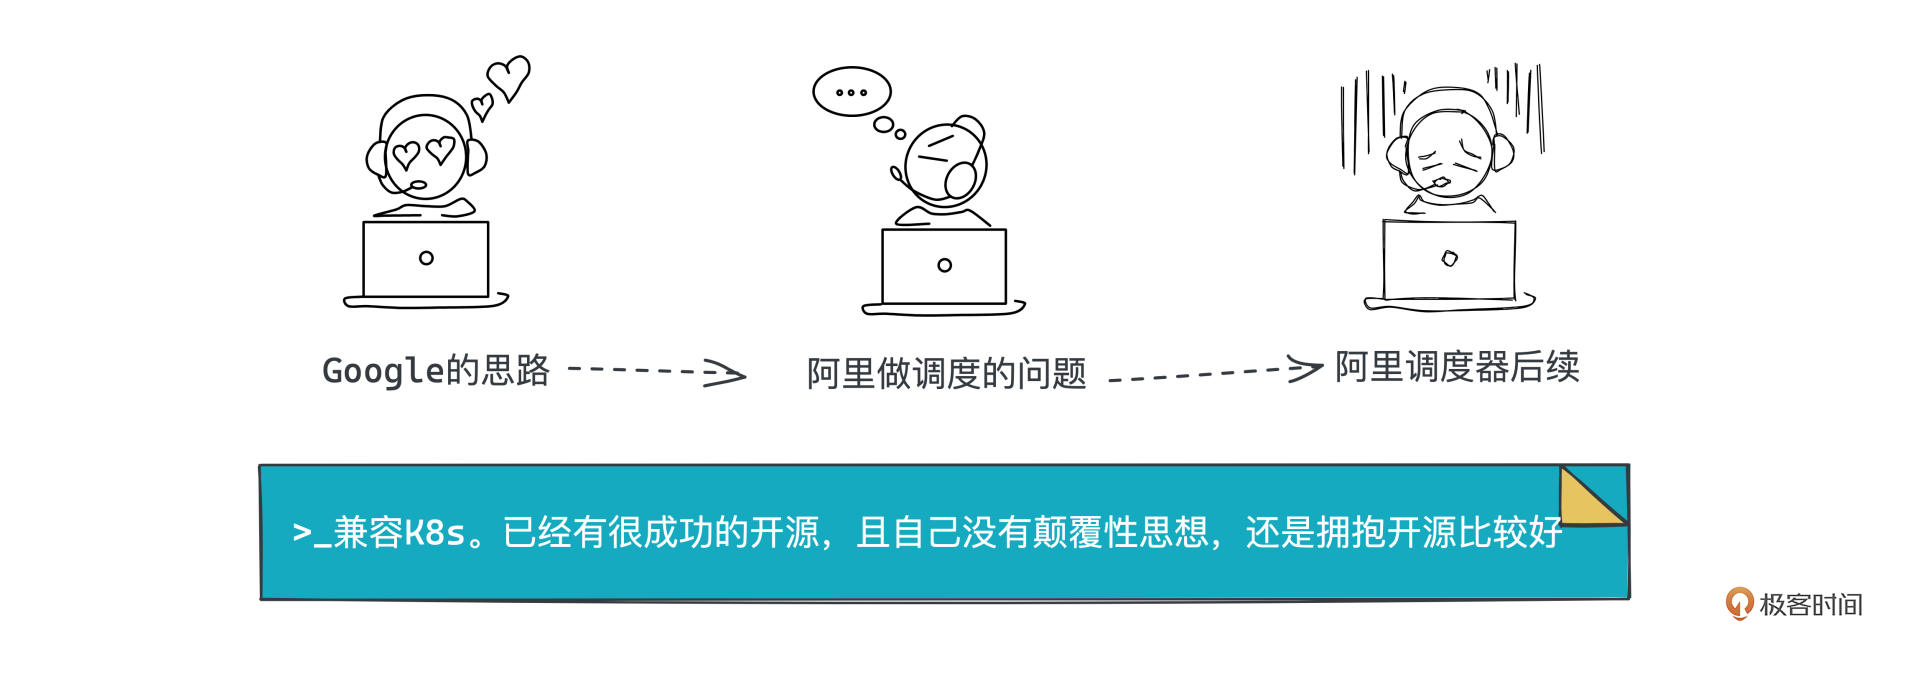 Google的思路
阿里做调度的问题
阿里调度器后续
>_兼容K8s。已经有很成功的开源，且自己没有颠覆性思想，还是拥抱开源比较好
极客时间